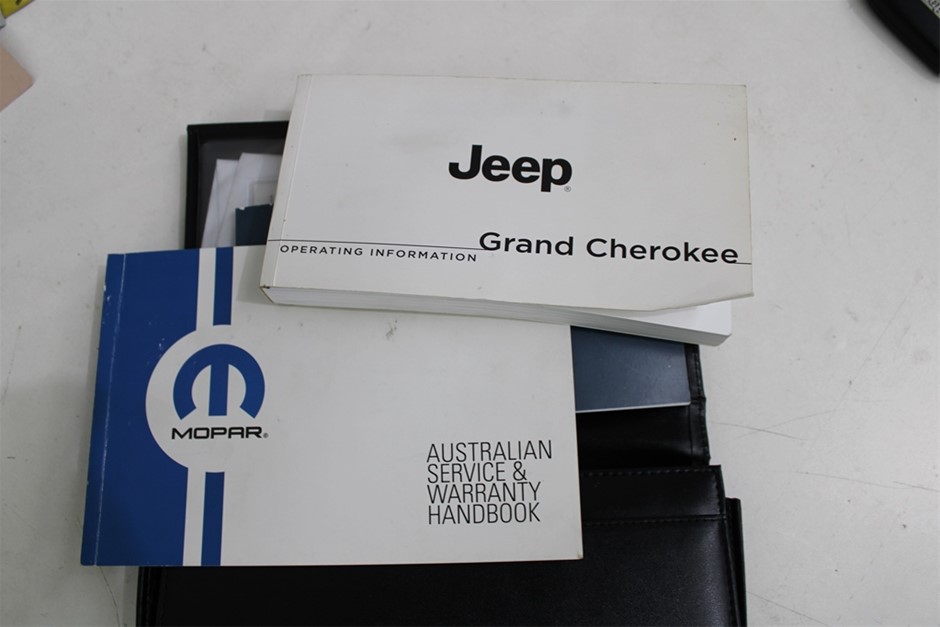 Jeep®
OPERATING INFORMATION Grand Cherokee
MOPAR®
AUSTRALIAN
SERVICE &
WARRANTY
HANDBOOK